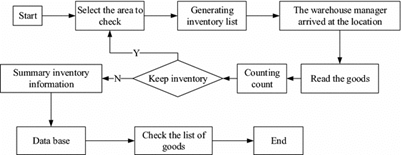 Start
Select the area to
check
Generating
inventory list
The warehouse manager
arrived at the location
Y
Summary inventory
information
N
Keep inventory
Counting
count
Read the goods
Data base
Check the list of
goods
End